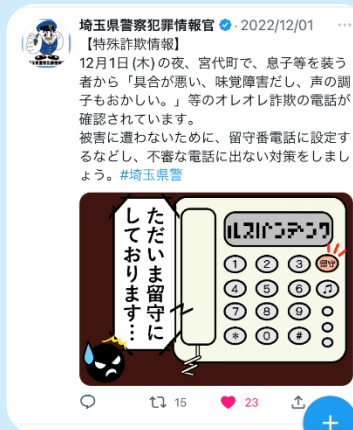 埼玉県警察犯罪情報官 · 2022/12/01
【特殊詐欺情報】
12月1日(木)の夜、宮代町で、息子等を装う
者から「具合が悪い、味覚障害だし、声の調
子もおかしい。」等のオレオレ詐欺の電話が
確認されています。
被害に遭わないために、留守番電話に設定す
るなどし、不審な電話に出ない対策をしまし
ょう。#埼玉県警
ただいま留守に
しております…
ルスバンデンワ
1 2 3 留守
4 5 6
7 8 9
* 0 #
15 23